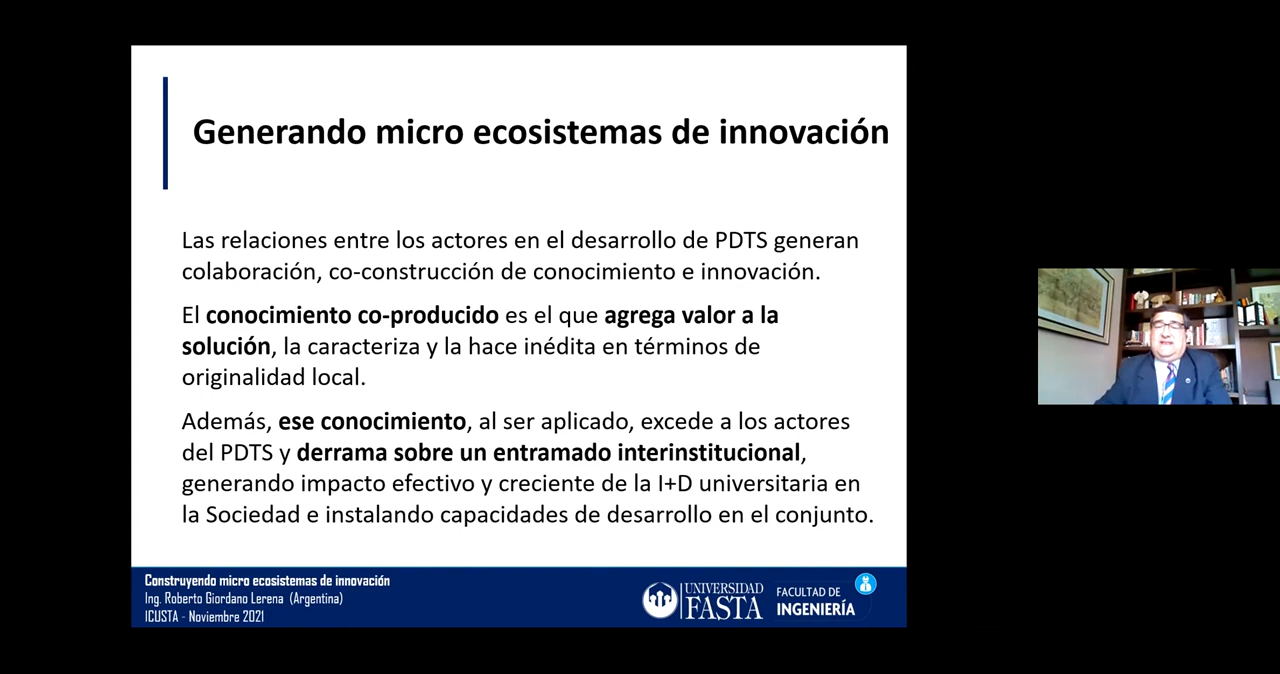 Generando micro ecosistemas de innovación
Las relaciones entre los actores en el desarrollo de PDTS generan
colaboración, co-construcción de conocimiento e innovación.
El conocimiento co-producido es el que agrega valor a la
solución, la caracteriza y la hace inédita en términos de
originalidad local.
Además, ese conocimiento, al ser aplicado, excede a los actores
del PDTS y derrama sobre un entramado interinstitucional,
generando impacto efectivo y creciente de la I+D universitaria en
la Sociedad e instalando capacidades de desarrollo en el conjunto.
Construyendo micro ecosistemas de innovación
Ing. Roberto Giordano Lerena (Argentina)
ICUSTA - Noviembre 2021
UNIVERSIDAD
FASTA
FACULTAD DE
INGENIERÍA